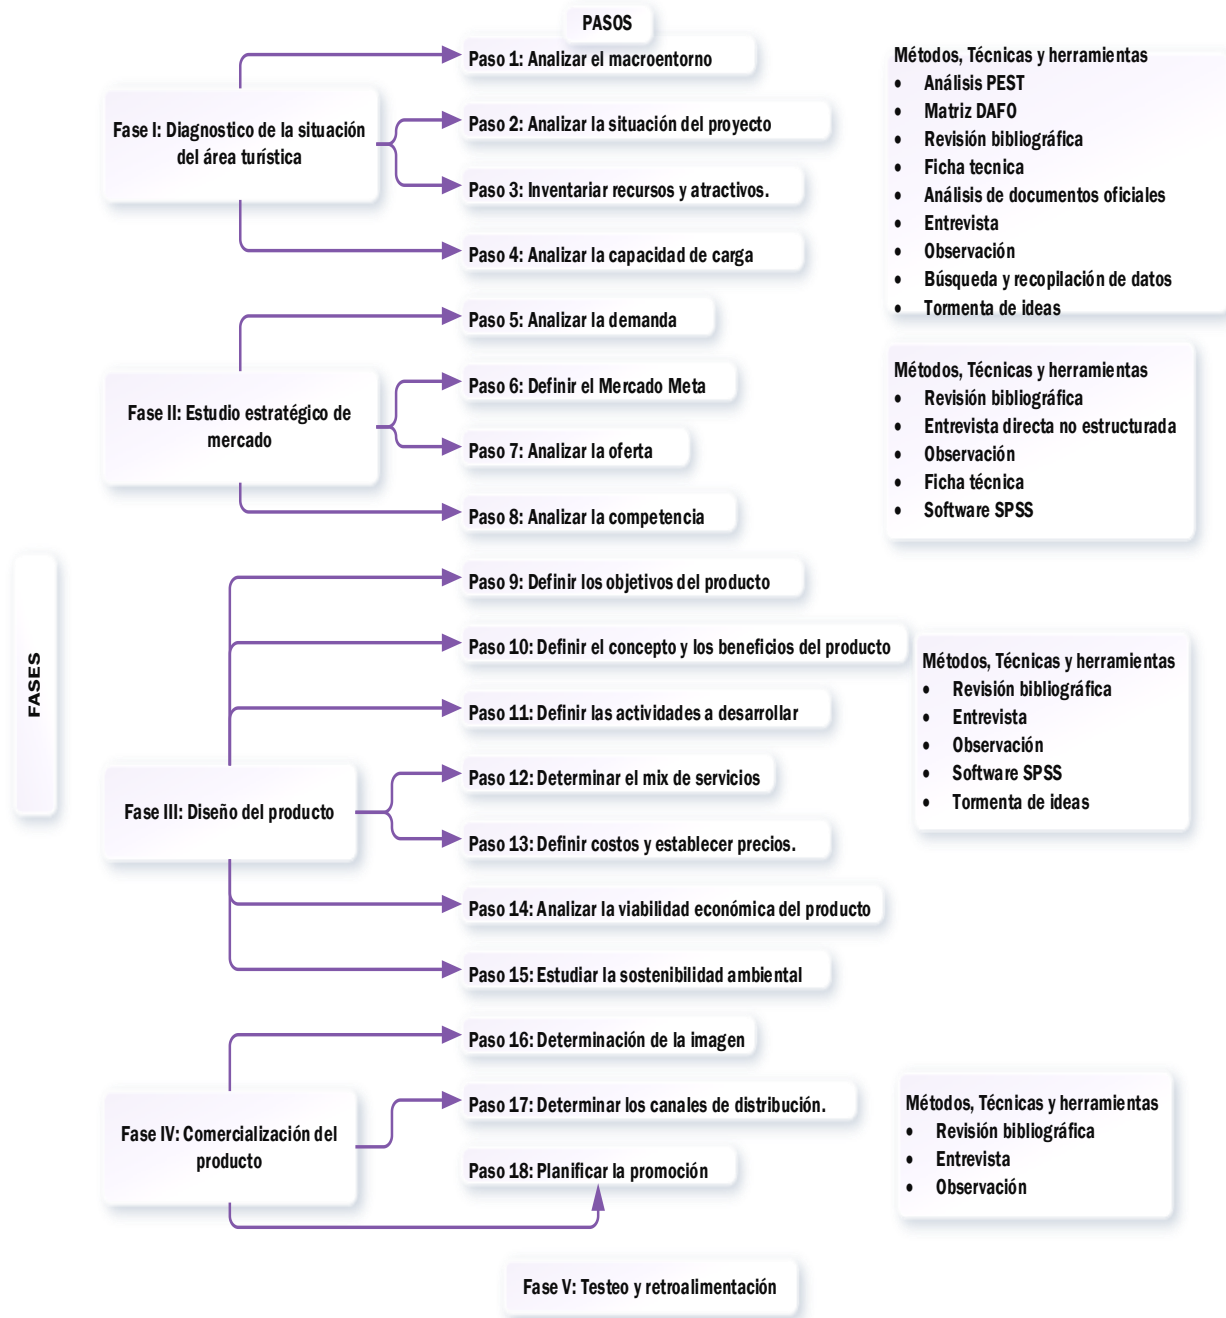 PASOS
Paso 1: Analizar el macroentorno
Fase I: Diagnostico de la situación
del área turística
Paso 2: Analizar la situación del proyecto
Paso 3: Inventariar recursos y atractivos.
Paso 4: Analizar la capacidad de carga
Métodos, Técnicas y herramientas
• Análisis PEST
• Matriz DAFO
• Revisión bibliográfica
• Ficha tecnica
• Análisis de documentos oficiales
• Entrevista
• Observación
• Búsqueda y recopilación de datos
• Tormenta de ideas
Paso 5: Analizar la demanda
Fase II: Estudio estratégico de
mercado
Paso 6: Definir el Mercado Meta
Paso 7: Analizar la oferta
Paso 8: Analizar la competencia
Métodos, Técnicas y herramientas
• Revisión bibliográfica
• Entrevista directa no estructurada
• Observación
• Ficha técnica
• Software SPSS
FASES
Paso 9: Definir los objetivos del producto
Paso 10: Definir el concepto y los beneficios del producto
Paso 11: Definir las actividades a desarrollar
Fase III: Diseño del producto
Paso 12: Determinar el mix de servicios
Paso 13: Definir costos y establecer precios.
Paso 14: Analizar la viabilidad económica del producto
Paso 15: Estudiar la sostenibilidad ambiental
Métodos, Técnicas y herramientas
• Revisión bibliográfica
• Entrevista
• Observación
• Software SPSS
• Tormenta de ideas
Paso 16: Determinación de la imagen
Fase IV: Comercialización del
producto
Paso 17: Determinar los canales de distribución.
Paso 18: Planificar la promoción
Métodos, Técnicas y herramientas
• Revisión bibliográfica
• Entrevista
• Observación
Fase V: Testeo y retroalimentación